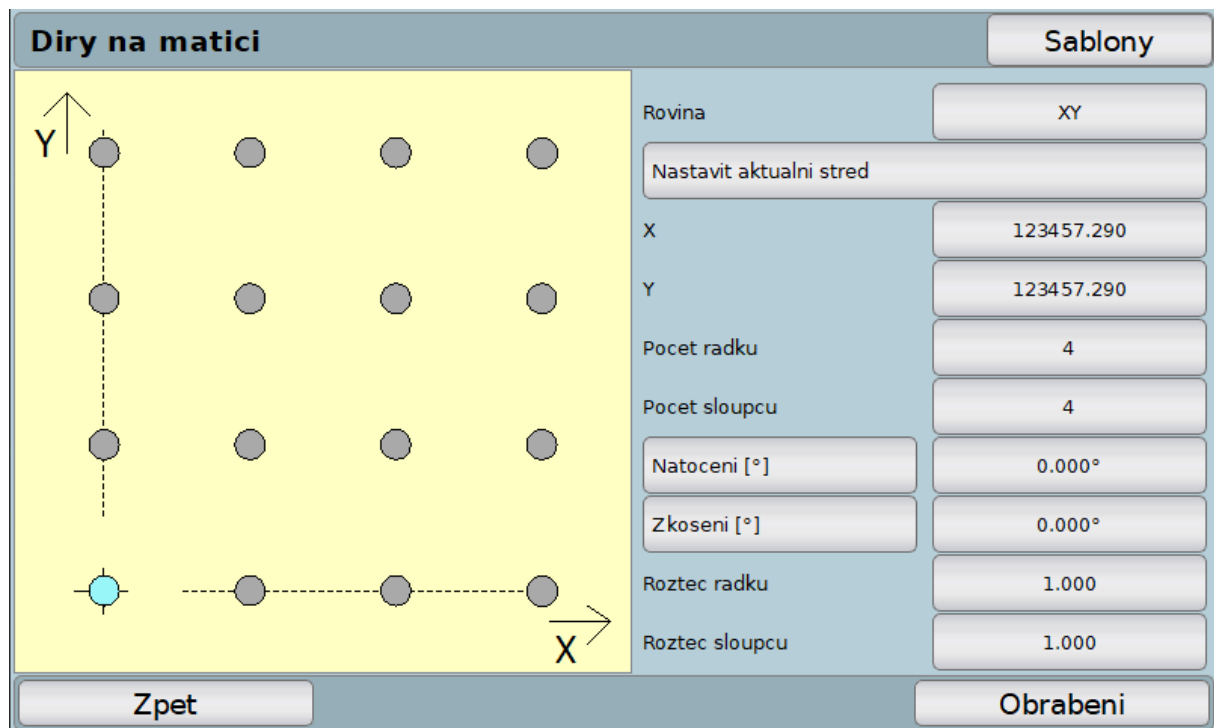 Diry na matici
Sablony
Y
X
Rovina
XY
Nastavit aktualni stred
X
123457.290
Y
123457.290
Pocet radku
4
Pocet sloupcu
4
Natoceni [°]
0.000°
Zkoseni [°]
0.000°
Roztec radku
1.000
Roztec sloupcu
1.000
Zpet
Obrabeni